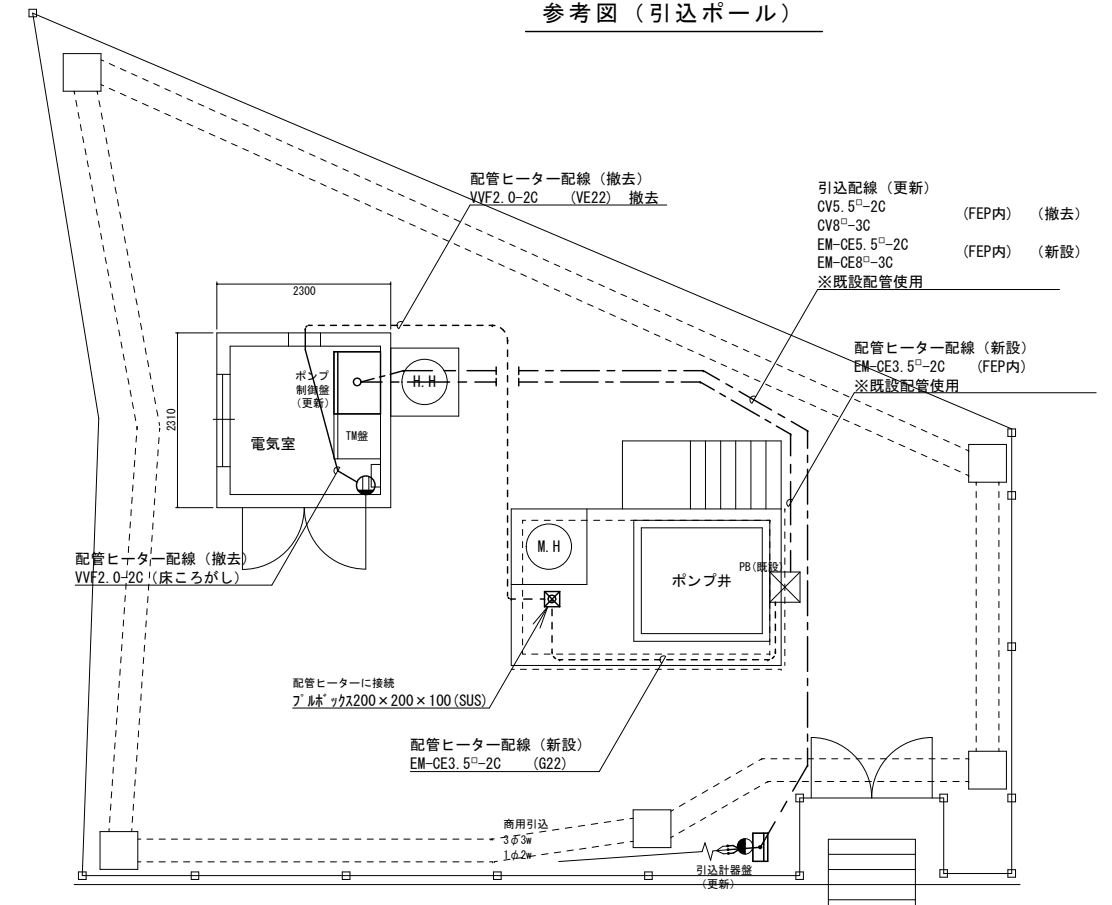 参考図（引込ポール）
配管ヒーター配線（撤去）
VVF2.0-2C （VE22） 撤去
引込配線（更新）
CV5.5□-2C （FEP内） （撤去）
CV8□-3C
EM-CE5.5□-2C （FEP内） （新設）
EM-CE8□-3C
※既設配管使用
配管ヒーター配線（新設）
EM-CE3.5□-2C （FEP内）
※既設配管使用
2300
2310
ポンプ
制御盤
（更新）
H.H
TM盤
電気室
配管ヒーター配線（撤去）
VVF2.0-2C（床ころがし）
M.H
ポンプ井
PB(既設)
配管ヒーターに接続
プルボックス200×200×100(SUS)
配管ヒーター配線（新設）
EM-CE3.5□-2C （G22）
商用引込
3φ3w
1φ2w
引込計器盤
（更新）